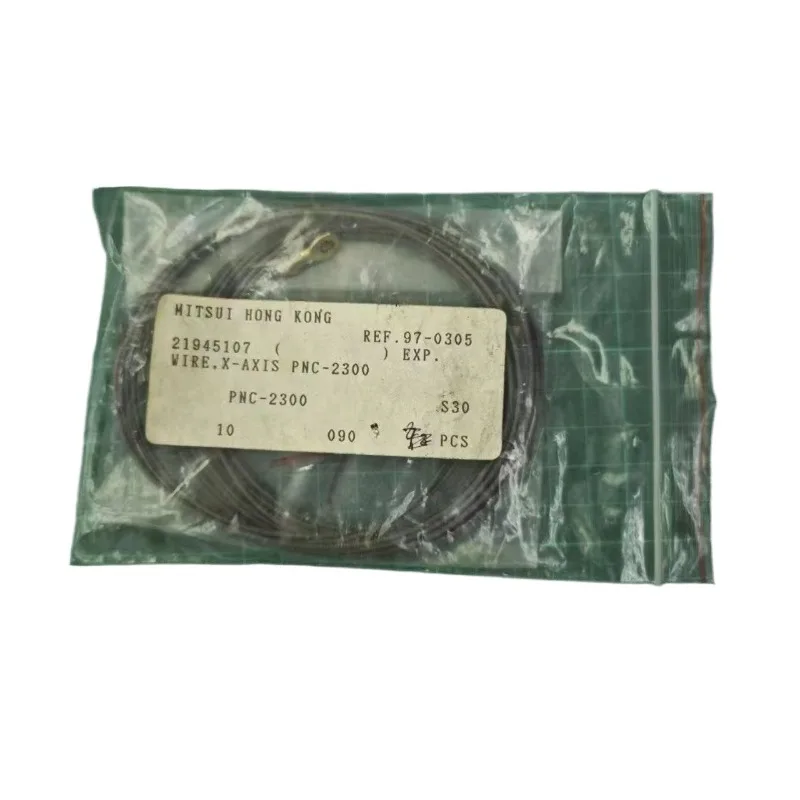 MITSUI HONG KONG
REF.97-0305
21945107 ( ) EXP.
WIRE.X-AXIS PNC-2300
PNC-2300 S30
10 090 PCS